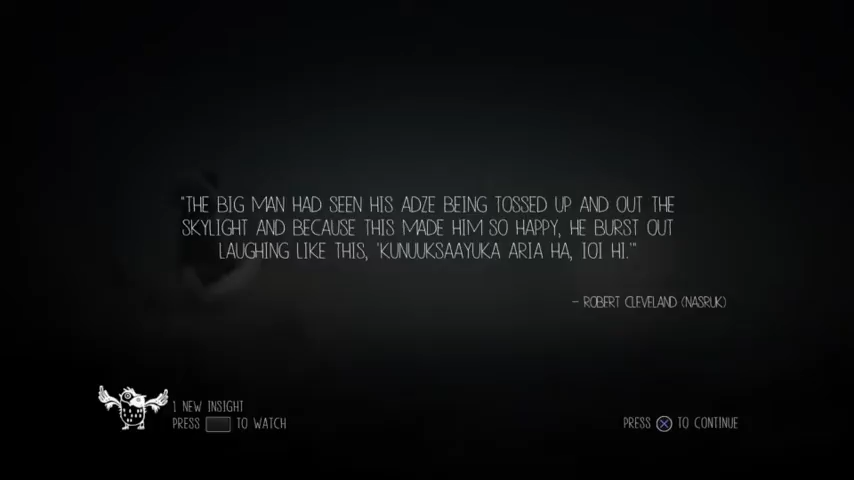 "THE BIG MAN HAD SEEN HIS ADZE BEING TOSSED UP AND OUT THE
SKYLIGHT AND BECAUSE THIS MADE HIM SO HAPPY, HE BURST OUT
LAUGHING LIKE THIS, 'KUNUUKSAAYUKA ARIA HA, IOI HI.'"
– ROBERT CLEVELAND (NASRUK)
1 NEW INSIGHT
PRESS TO WATCH
PRESS TO CONTINUE